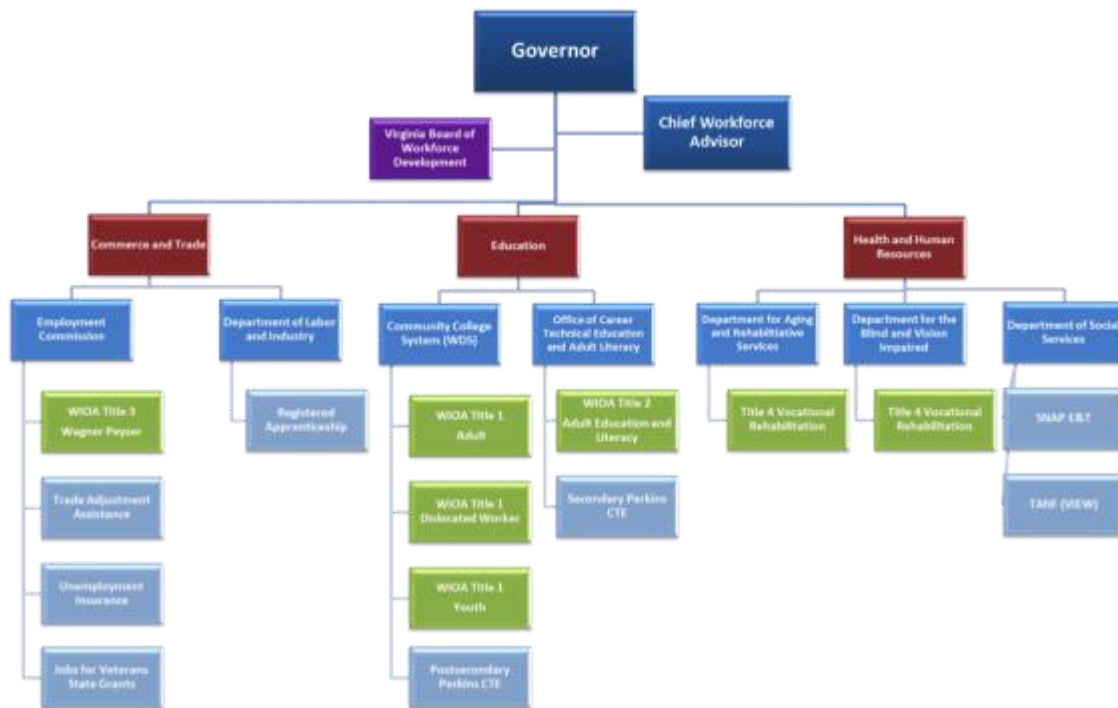 Governor
Chief Workforce
Advisor
Virginia Board of
Workforce
Development
Commerce and Trade
Education
Health and Human
Resources
Employment
Commission
Department of Labor
and Industry
Community College
System (WDS)
Office of Career
Technical Education
and Adult Literacy
Department for Aging
and Rehabilitative
Services
Department for the
Blind and Vision
Impaired
Department of Social
Services
WIOA Title 3
Wagner Peyser
Registered
Apprenticeship
WIOA Title 1
Adult
WIOA Title 2
Adult Education and
Literacy
Title 4 Vocational
Rehabilitation
Title 4 Vocational
Rehabilitation
SNAP E&T
Trade Adjustment
Assistance
WIOA Title 1
Dislocated Worker
Secondary Perkins
CTE
TANF (VIEW)
Unemployment
Insurance
WIOA Title 1
Youth
Jobs for Veterans
State Grants
Postsecondary
Perkins CTE